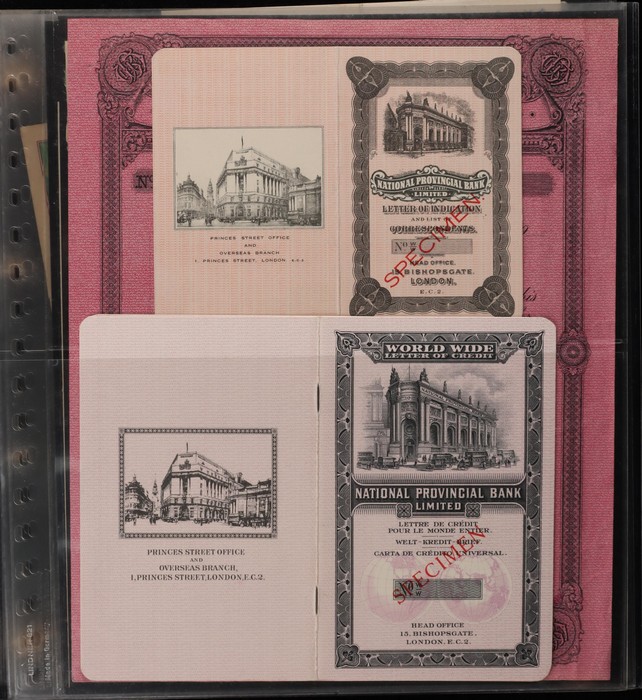 NATIONAL PROVINCIAL BANK
LIMITED
LETTER OF INDICATION
AND LIST OF
CORRESPONDENTS.
No
SPECIMEN
HEAD OFFICE,
15, BISHOPSGATE,
LONDON,
E.C.2.
PRINCES STREET OFFICE
AND
OVERSEAS BRANCH
1, PRINCES STREET, LONDON, E.C.2.
WORLD WIDE
LETTER OF CREDIT
NATIONAL PROVINCIAL BANK
LIMITED
LETTRE DE CRÉDIT
POUR LE MONDE ENTIER.
WELT-KREDIT-BRIEF.
CARTA DE CRÉDITO UNIVERSAL.
SPECIMEN
HEAD OFFICE
15, BISHOPSGATE,
LONDON, E.C.2.
PRINCES STREET OFFICE
AND
OVERSEAS BRANCH,
1, PRINCES STREET, LONDON, E.C.2.